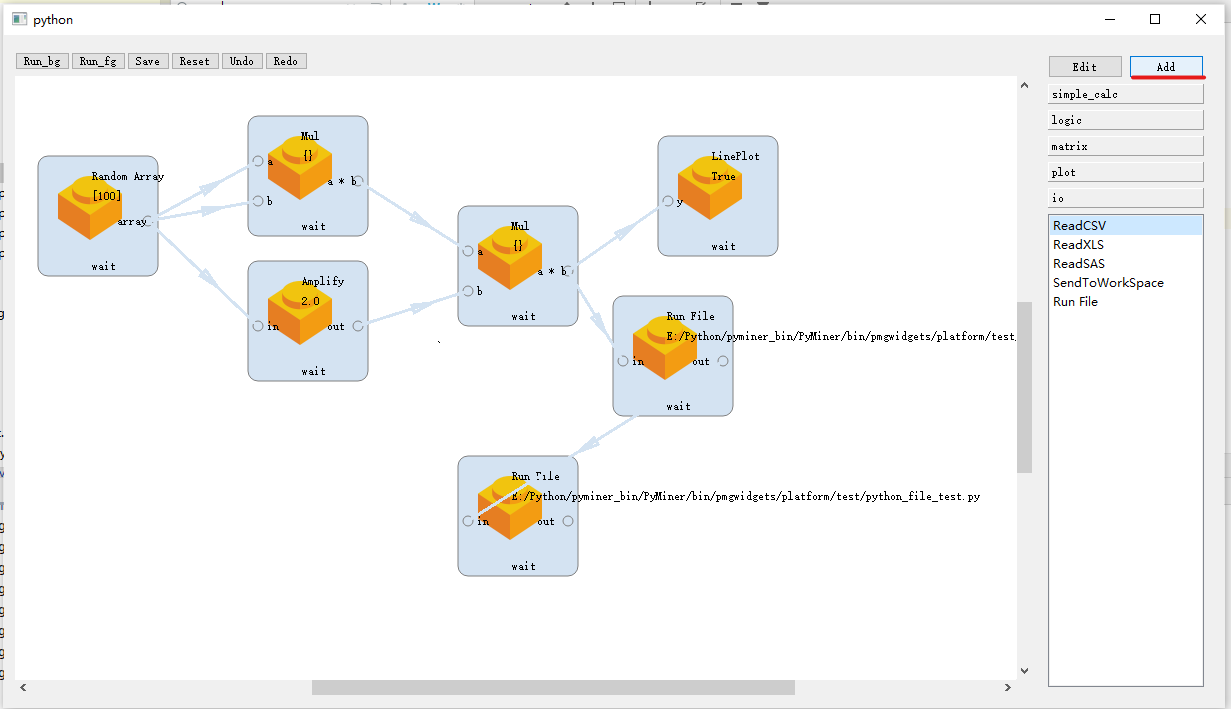 python
Run_bg Run_fg Save Reset Undo Redo
Edit Add
simple_calc
logic
matrix
plot
io
ReadCSV
ReadXLS
ReadSAS
SendToWorkSpace
Run File
Random Array
[100]
array
wait
Mul
{}
a
a * b
b
wait
Amplify
2.0
in out
wait
Mul
{}
a
a * b
b
wait
LinePlot
True
y
wait
Run File
E:/Python/pyminer_bin/PyMiner/bin/pmgwidgets/platform/test/
in out
wait
Run File
E:/Python/pyminer_bin/PyMiner/bin/pmgwidgets/platform/test/python_file_test.py
in out
wait